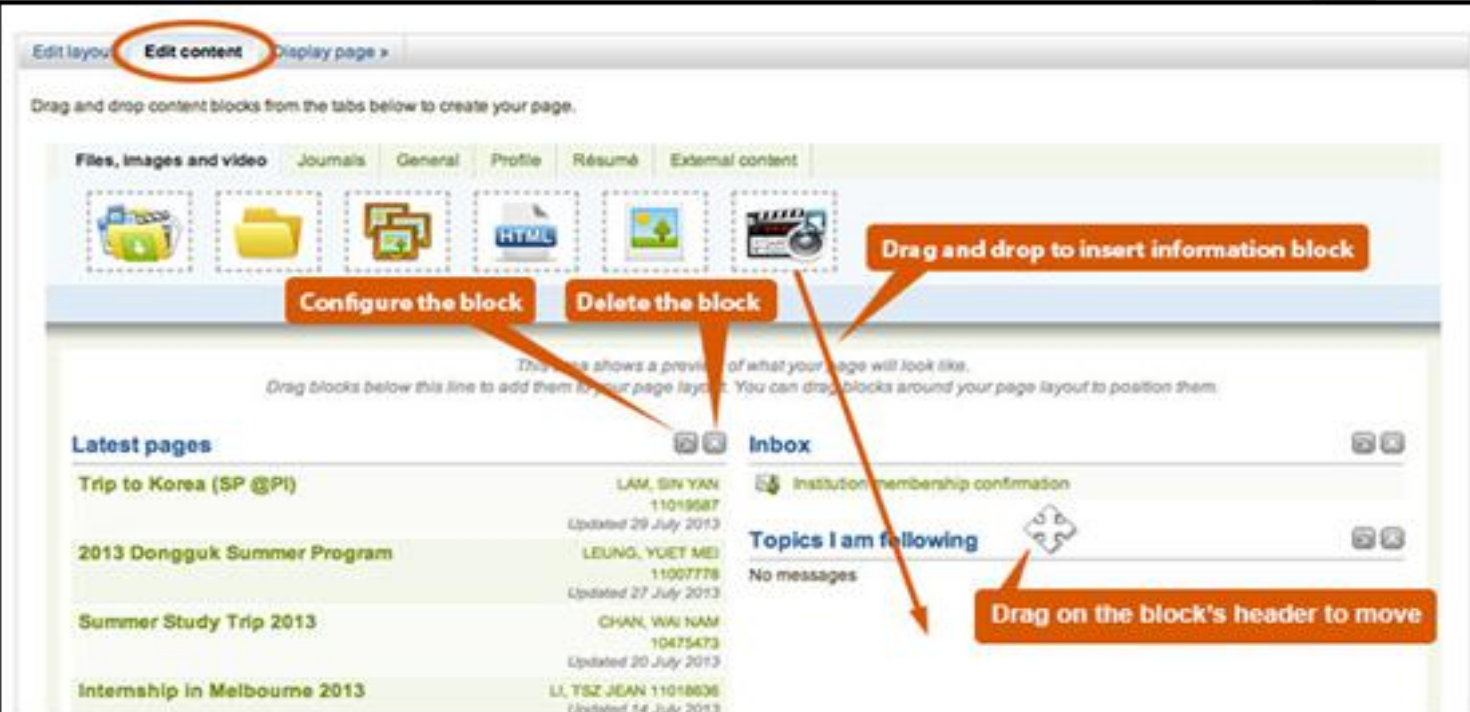 Edit layout Edit content Display page »
Drag and drop content blocks from the tabs below to create your page.
Files, images and video Journals General Profile Résumé External content
HTML
Drag and drop to insert information block
Configure the block Delete the block
This area shows a preview of what your page will look like.
Drag blocks below this line to add them to your page layout. You can drag blocks around your page layout to position them.
Latest pages
Trip to Korea (SP @PI) LAM, SIN YAN
11019587
Updated 29 July 2013
2013 Dongguk Summer Program LEUNG, YUET MEI
11007778
Updated 27 July 2013
Summer Study Trip 2013 CHAN, WAI NAM
10475473
Updated 20 July 2013
Internship in Melbourne 2013 LI, TSZ JEAN 11018636
Updated 14 July 2013
Inbox
Institution membership confirmation
Topics I am following
No messages
Drag on the block's header to move